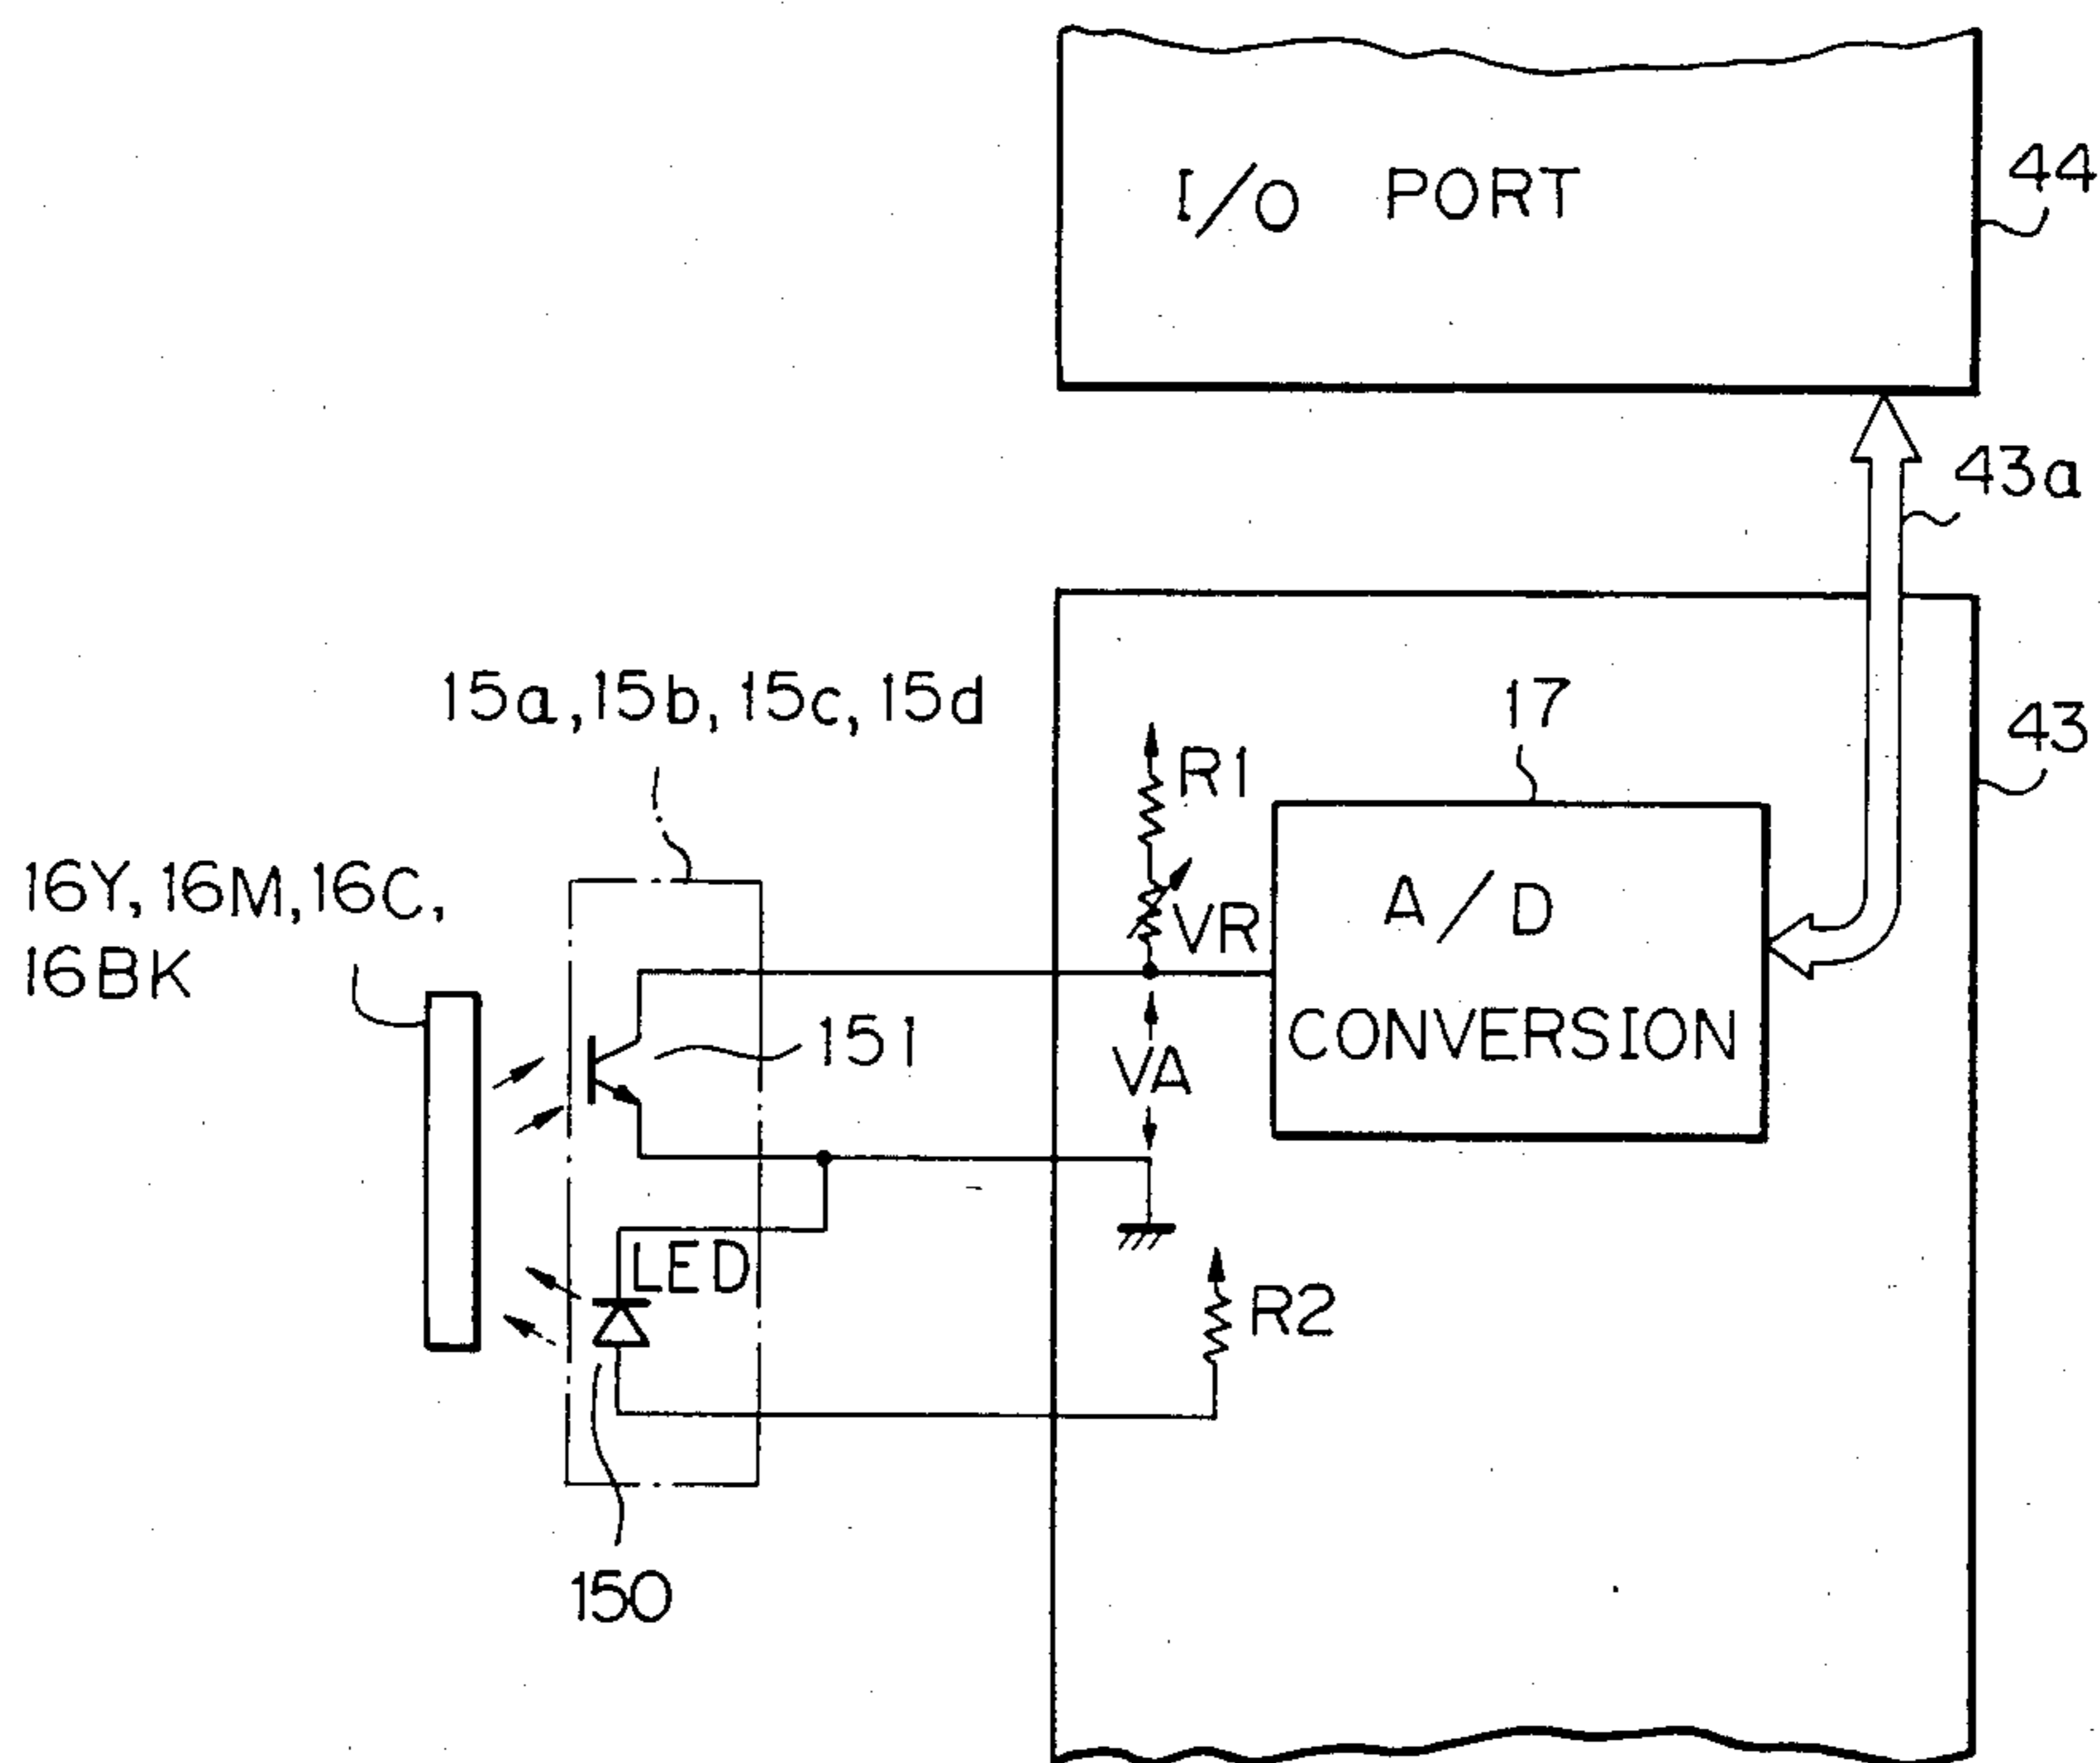 I/O PORT
44
43a
15a, 15b, 15c, 15d
17
43
R1
16Y, 16M, 16C,
16BK
VR
A/D
CONVERSION
151
VA
LED
R2
150